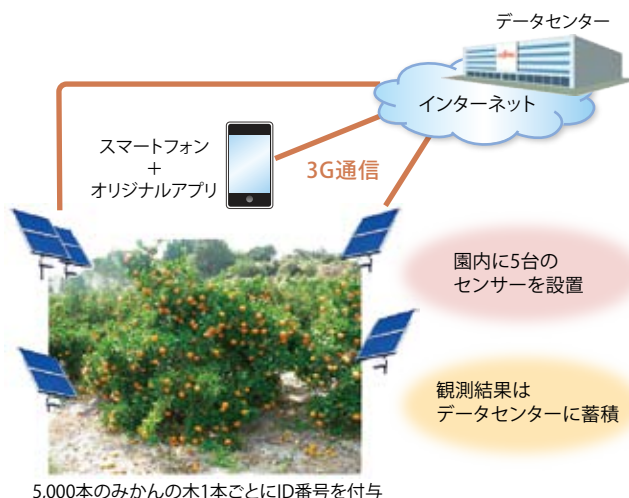 データセンター
インターネット
スマートフォン
+
オリジナルアプリ
3G通信
園内に5台の
センサーを設置
観測結果は
データセンターに蓄積
5,000本のみかんの木1本ごとにID番号を付与